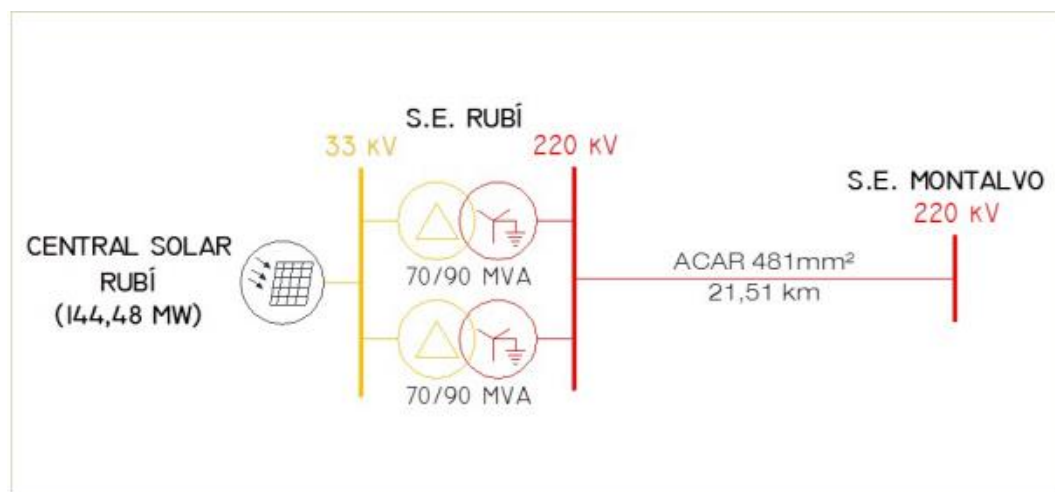 S.E. RUBÍ
33 KV
220 KV
S.E. MONTALVO
220 KV
CENTRAL SOLAR
RUBÍ
(144,48 MW)
70/90 MVA
ACAR 481mm²
21,51 km
70/90 MVA